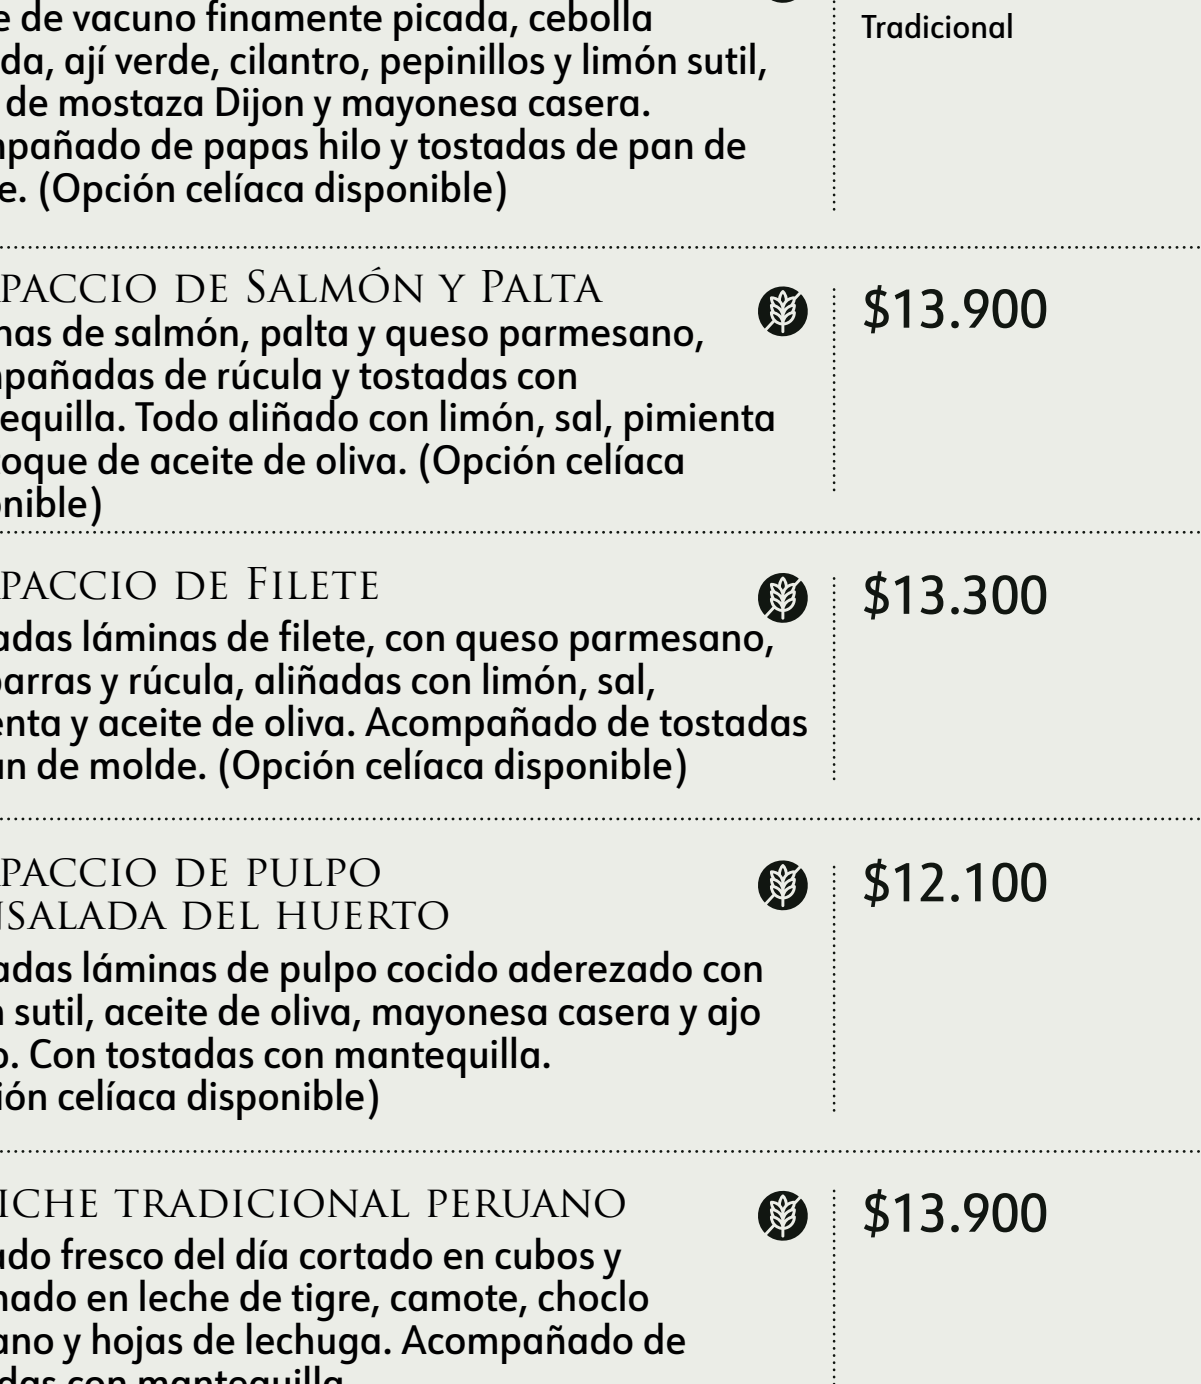 de vacuno finamente picada, cebolla
Tradicional
ají verde, cilantro, pepinillos y limón sutil,
de mostaza Dijon y mayonesa casera.
de papas hilo y tostadas de pan de
(Opción celíaca disponible)
PACCIO DE SALMÓN Y PALTA
$13.900
nas de salmón, palta y queso parmesano,
mpañadas de rúcula y tostadas con
equilla. Todo aliñado con limón, sal, pimienta
toque de aceite de oliva. (Opción celíaca
onible)
PACCIO DE FILETE
$13.300
adas láminas de filete, con queso parmesano,
parras y rúcula, aliñadas con limón, sal,
enta y aceite de oliva. Acompañado de tostadas
an de molde. (Opción celíaca disponible)
PACCIO DE PULPO
$12.100
NSALADA DEL HUERTO
adas láminas de pulpo cocido aderezado con
sutil, aceite de oliva, mayonesa casera y ajo
o. Con tostadas con mantequilla.
ión celíaca disponible)
ICHE TRADICIONAL PERUANO
$13.900
ado fresco del día cortado en cubos y
nado en leche de tigre, camote, choclo
ano y hojas de lechuga. Acompañado de
adas con mantequilla